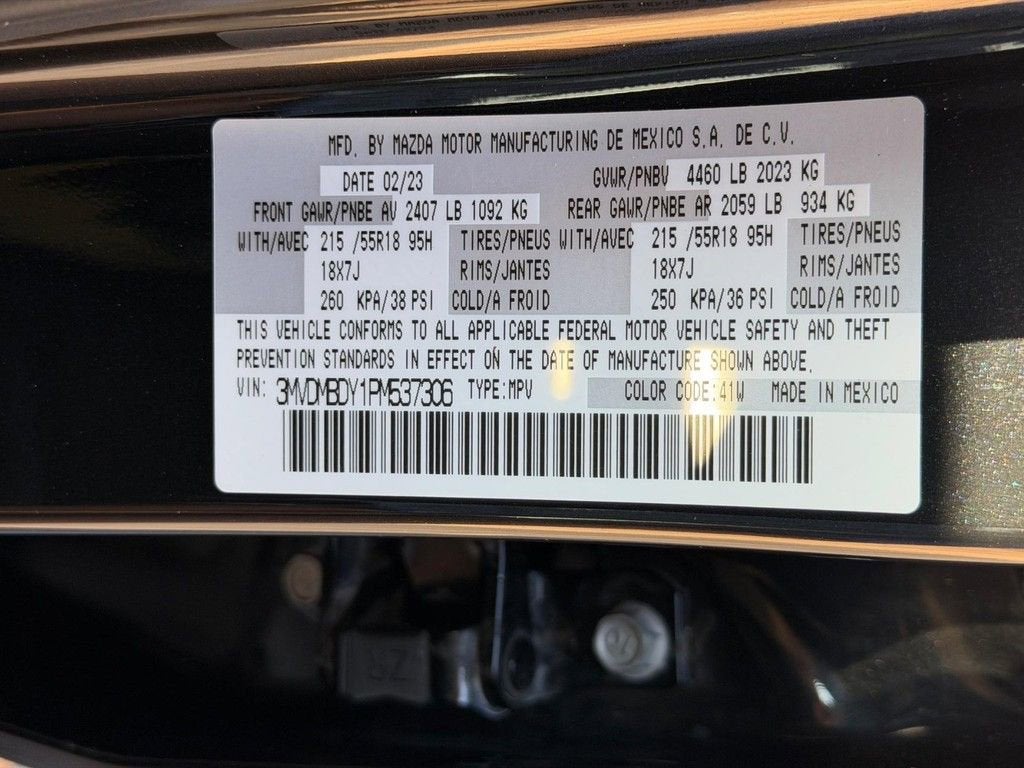 MFD. BY MAZDA MOTOR MANUFACTURING DE MEXICO S.A. DE C.V.
DATE 02/23 GVWR/PNBV 4460 LB 2023 KG
FRONT GAWR/PNBE AV 2407 LB 1092 KG REAR GAWR/PNBE AR 2059 LB 934 KG
WITH/AVEC 215 /55R18 95H TIRES/PNEUS WITH/AVEC 215 /55R18 95H TIRES/PNEUS
18X7J RIMS/JANTES 18X7J RIMS/JANTES
260 KPA/38 PSI COLD/A FROID 250 KPA/36 PSI COLD/A FROID
THIS VEHICLE CONFORMS TO ALL APPLICABLE FEDERAL MOTOR VEHICLE SAFETY AND THEFT
PREVENTION STANDARDS IN EFFECT ON THE DATE OF MANUFACTURE SHOWN ABOVE.
VIN: 3MVDMBDY1PM537306 TYPE:MPV COLOR CODE:41W MADE IN MEXICO